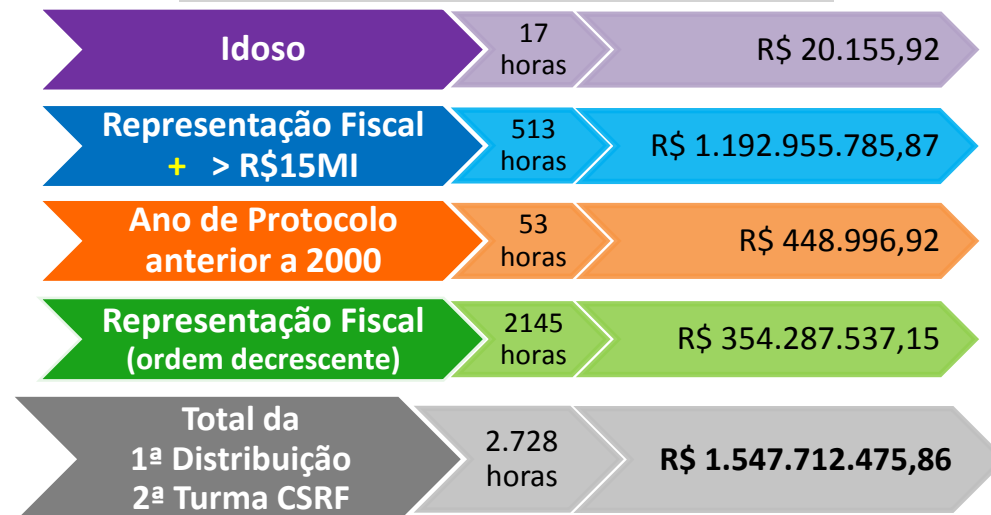 Idoso
17
horas
R$ 20.155,92
Representação Fiscal
+ > R$15MI
513
horas
R$ 1.192.955.785,87
Ano de Protocolo
anterior a 2000
53
horas
R$ 448.996,92
Representação Fiscal
(ordem decrescente)
2145
horas
R$ 354.287.537,15
Total da
1ª Distribuição
2ª Turma CSRF
2.728
horas
R$ 1.547.712.475,86